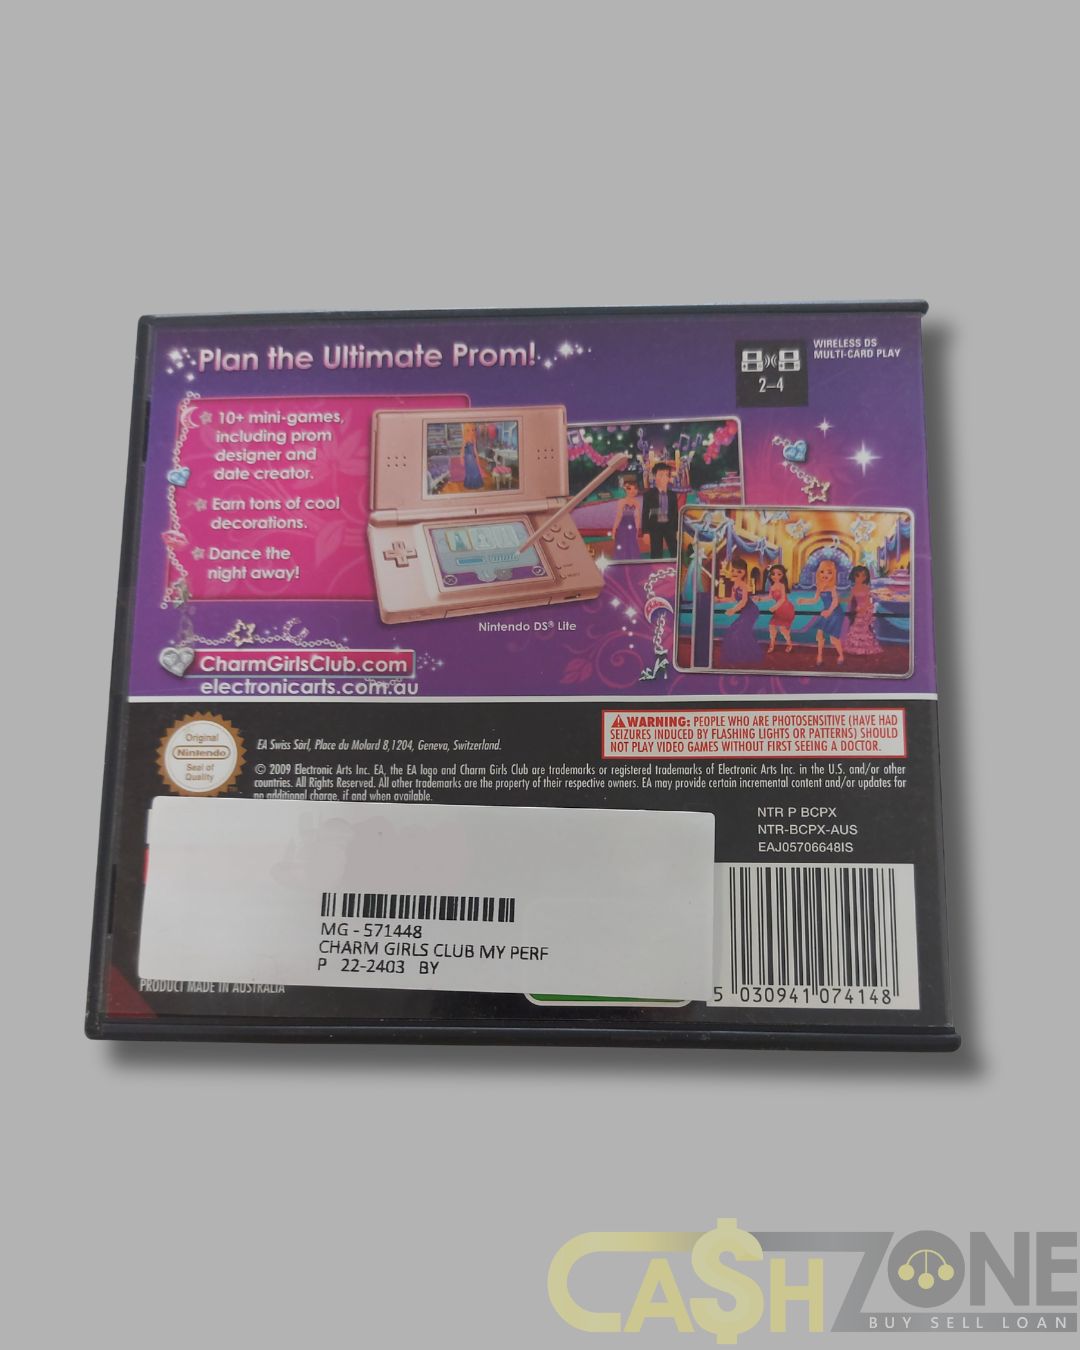 Plan the Ultimate Prom!
WIRELESS DS
MULTI-CARD PLAY
2–4
10+ mini-games,
including prom
designer and
date creator.
Earn tons of cool
decorations.
Dance the
night away!
Nintendo DS® Lite
CharmGirlsClub.com
electronicarts.com.au
Original
Nintendo
Seal of
Quality
EA Swiss Sàrl, Place du Molard 8,1204, Geneva, Switzerland.
WARNING: PEOPLE WHO ARE PHOTOSENSITIVE (HAVE HAD
SEIZURES INDUCED BY FLASHING LIGHTS OR PATTERNS) SHOULD
NOT PLAY VIDEO GAMES WITHOUT FIRST SEEING A DOCTOR.
© 2009 Electronic Arts Inc. EA, the EA logo and Charm Girls Club are trademarks or registered trademarks of Electronic Arts Inc. in the U.S. and/or other
countries. All Rights Reserved. All other trademarks are the property of their respective owners. EA may provide certain incremental content and/or updates for
no additional charge, if and when available.
NTR P BCPX
NTR-BCPX-AUS
EAJ05706648IS
MG - 571448
CHARM GIRLS CLUB MY PERF
P 22-2403 BY
PRODUCT MADE IN AUSTRALIA
5 030941 074148
CA$HZONE
BUY SELL LOAN